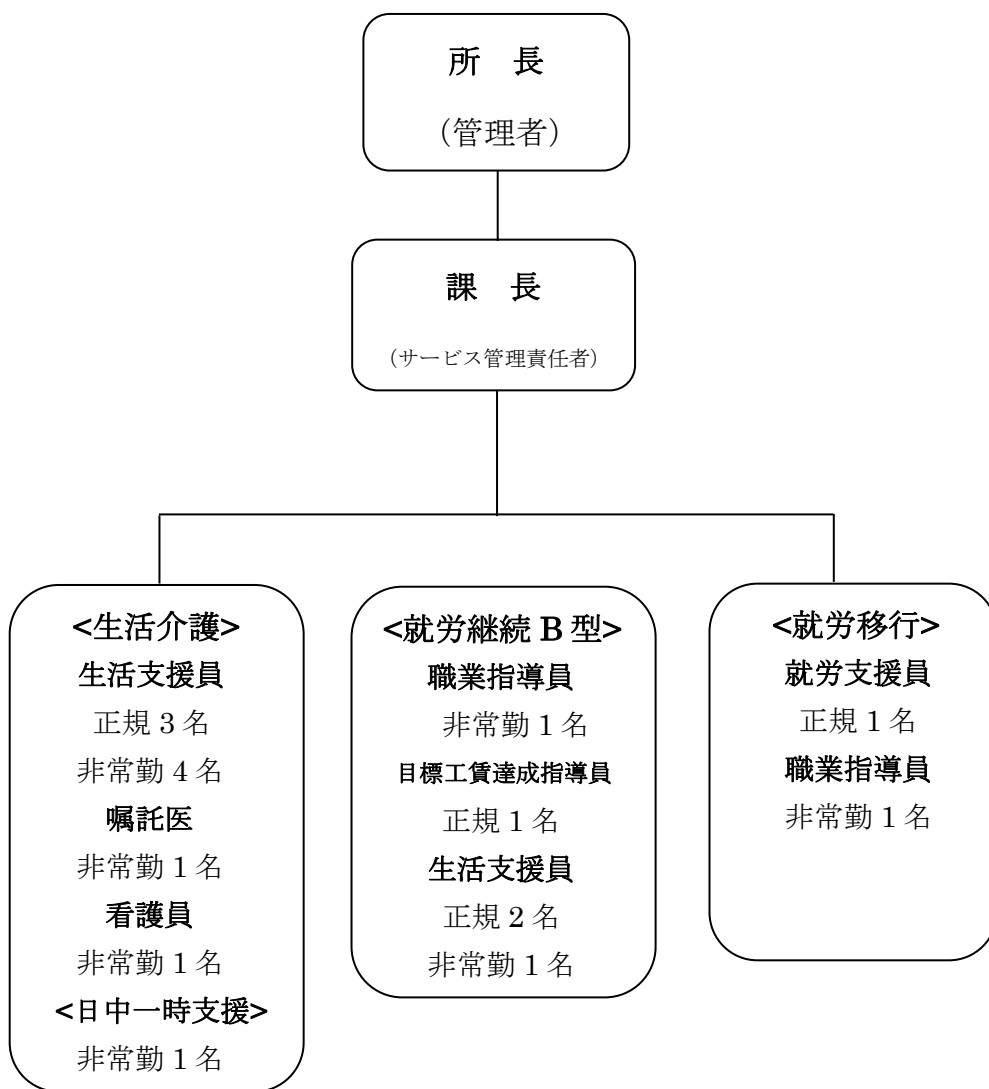 所　長
（管理者）
課　長
（サービス管理責任者）
<生活介護>
生活支援員
正規 3 名
非常勤 4 名
嘱託医
非常勤 1 名
看護員
非常勤 1 名
<日中一時支援>
非常勤 1 名
<就労継続 B 型>
職業指導員
非常勤 1 名
目標工賃達成指導員
正規 1 名
生活支援員
正規 2 名
非常勤 1 名
<就労移行>
就労支援員
正規 1 名
職業指導員
非常勤 1 名